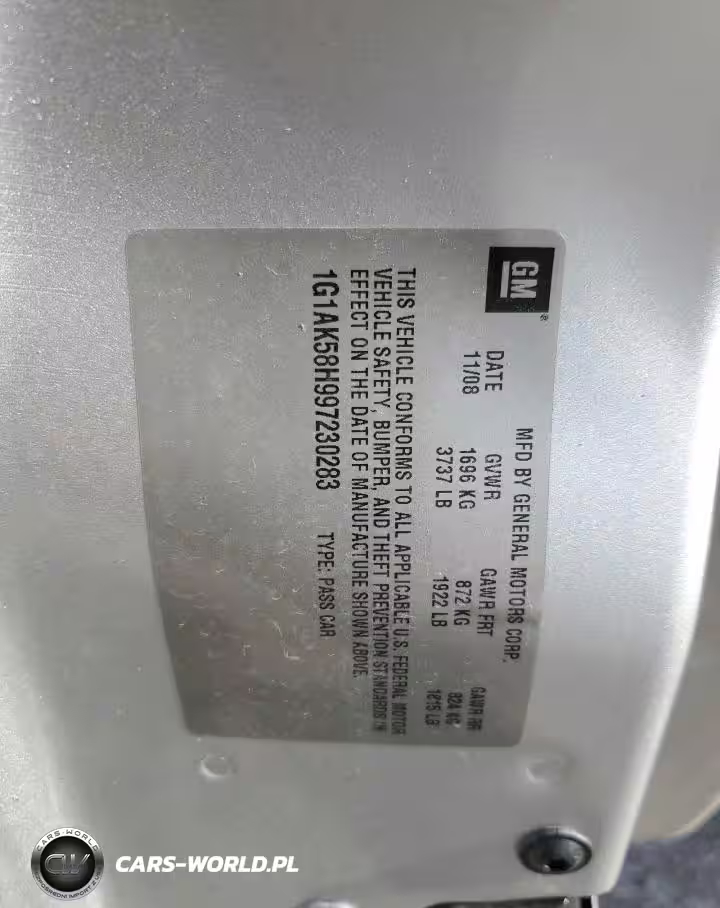 GM®
MFD BY GENERAL MOTORS CORP.
DATE GVWR GAWR FRT GAWR RR
11/08 1696 KG 872 KG 824 KG
3737 LB 1922 LB 1815 LB
THIS VEHICLE CONFORMS TO ALL APPLICABLE U.S. FEDERAL MOTOR
VEHICLE SAFETY, BUMPER, AND THEFT PREVENTION STANDARDS IN
EFFECT ON THE DATE OF MANUFACTURE SHOWN ABOVE.
1G1AK58H997230283 TYPE: PASS CAR
CARS-WORLD
CW
CARS-WORLD.PL